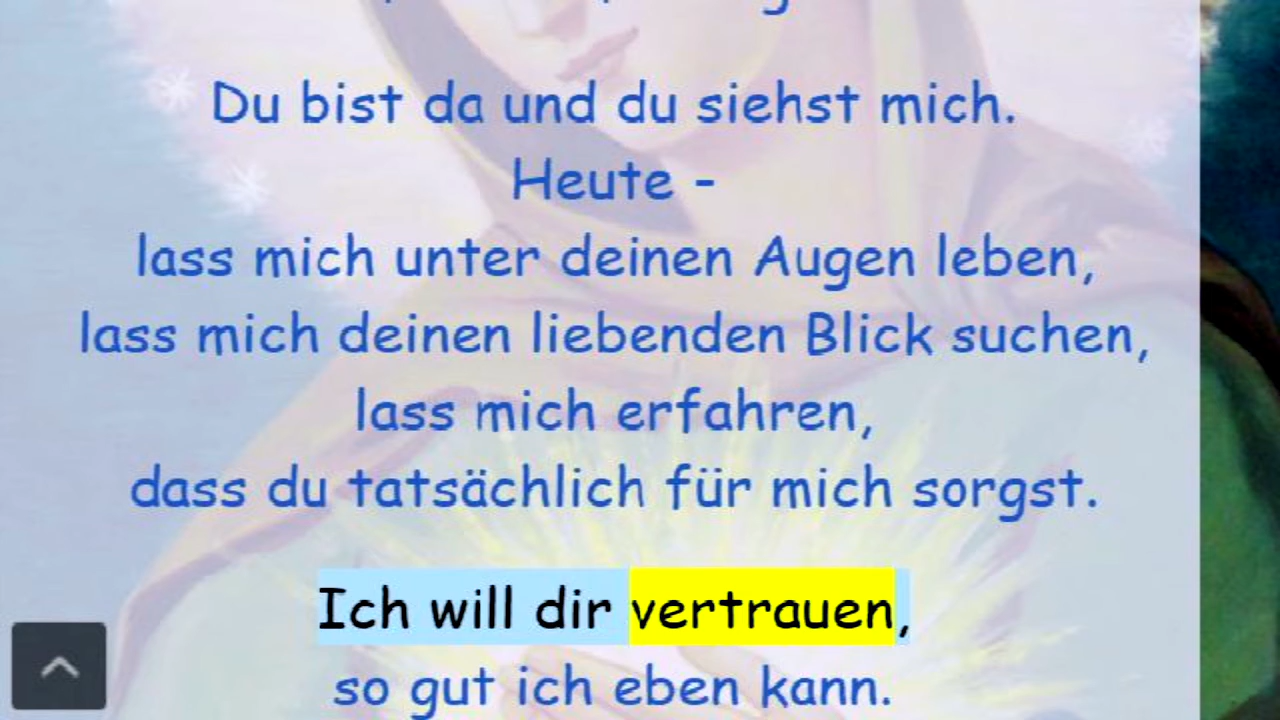 Du bist da und du siehst mich.
Heute -
lass mich unter deinen Augen leben,
lass mich deinen liebenden Blick suchen,
lass mich erfahren,
dass du tatsächlich für mich sorgst.
Ich will dir vertrauen,
so gut ich eben kann.